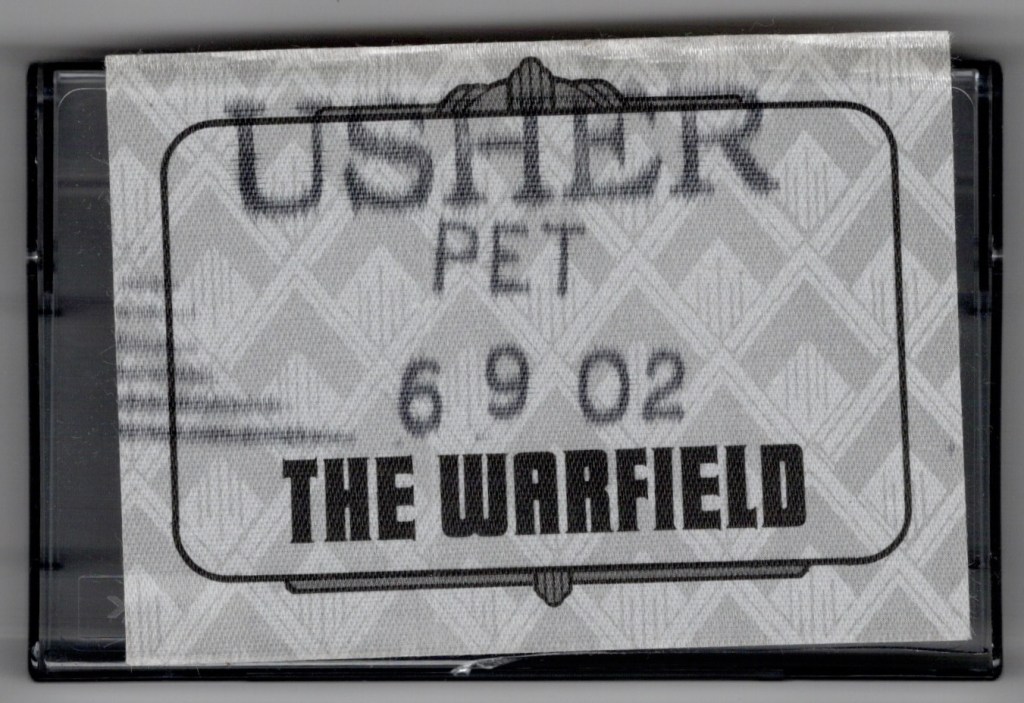 USHER
PET
6 9 02
THE WARFIELD